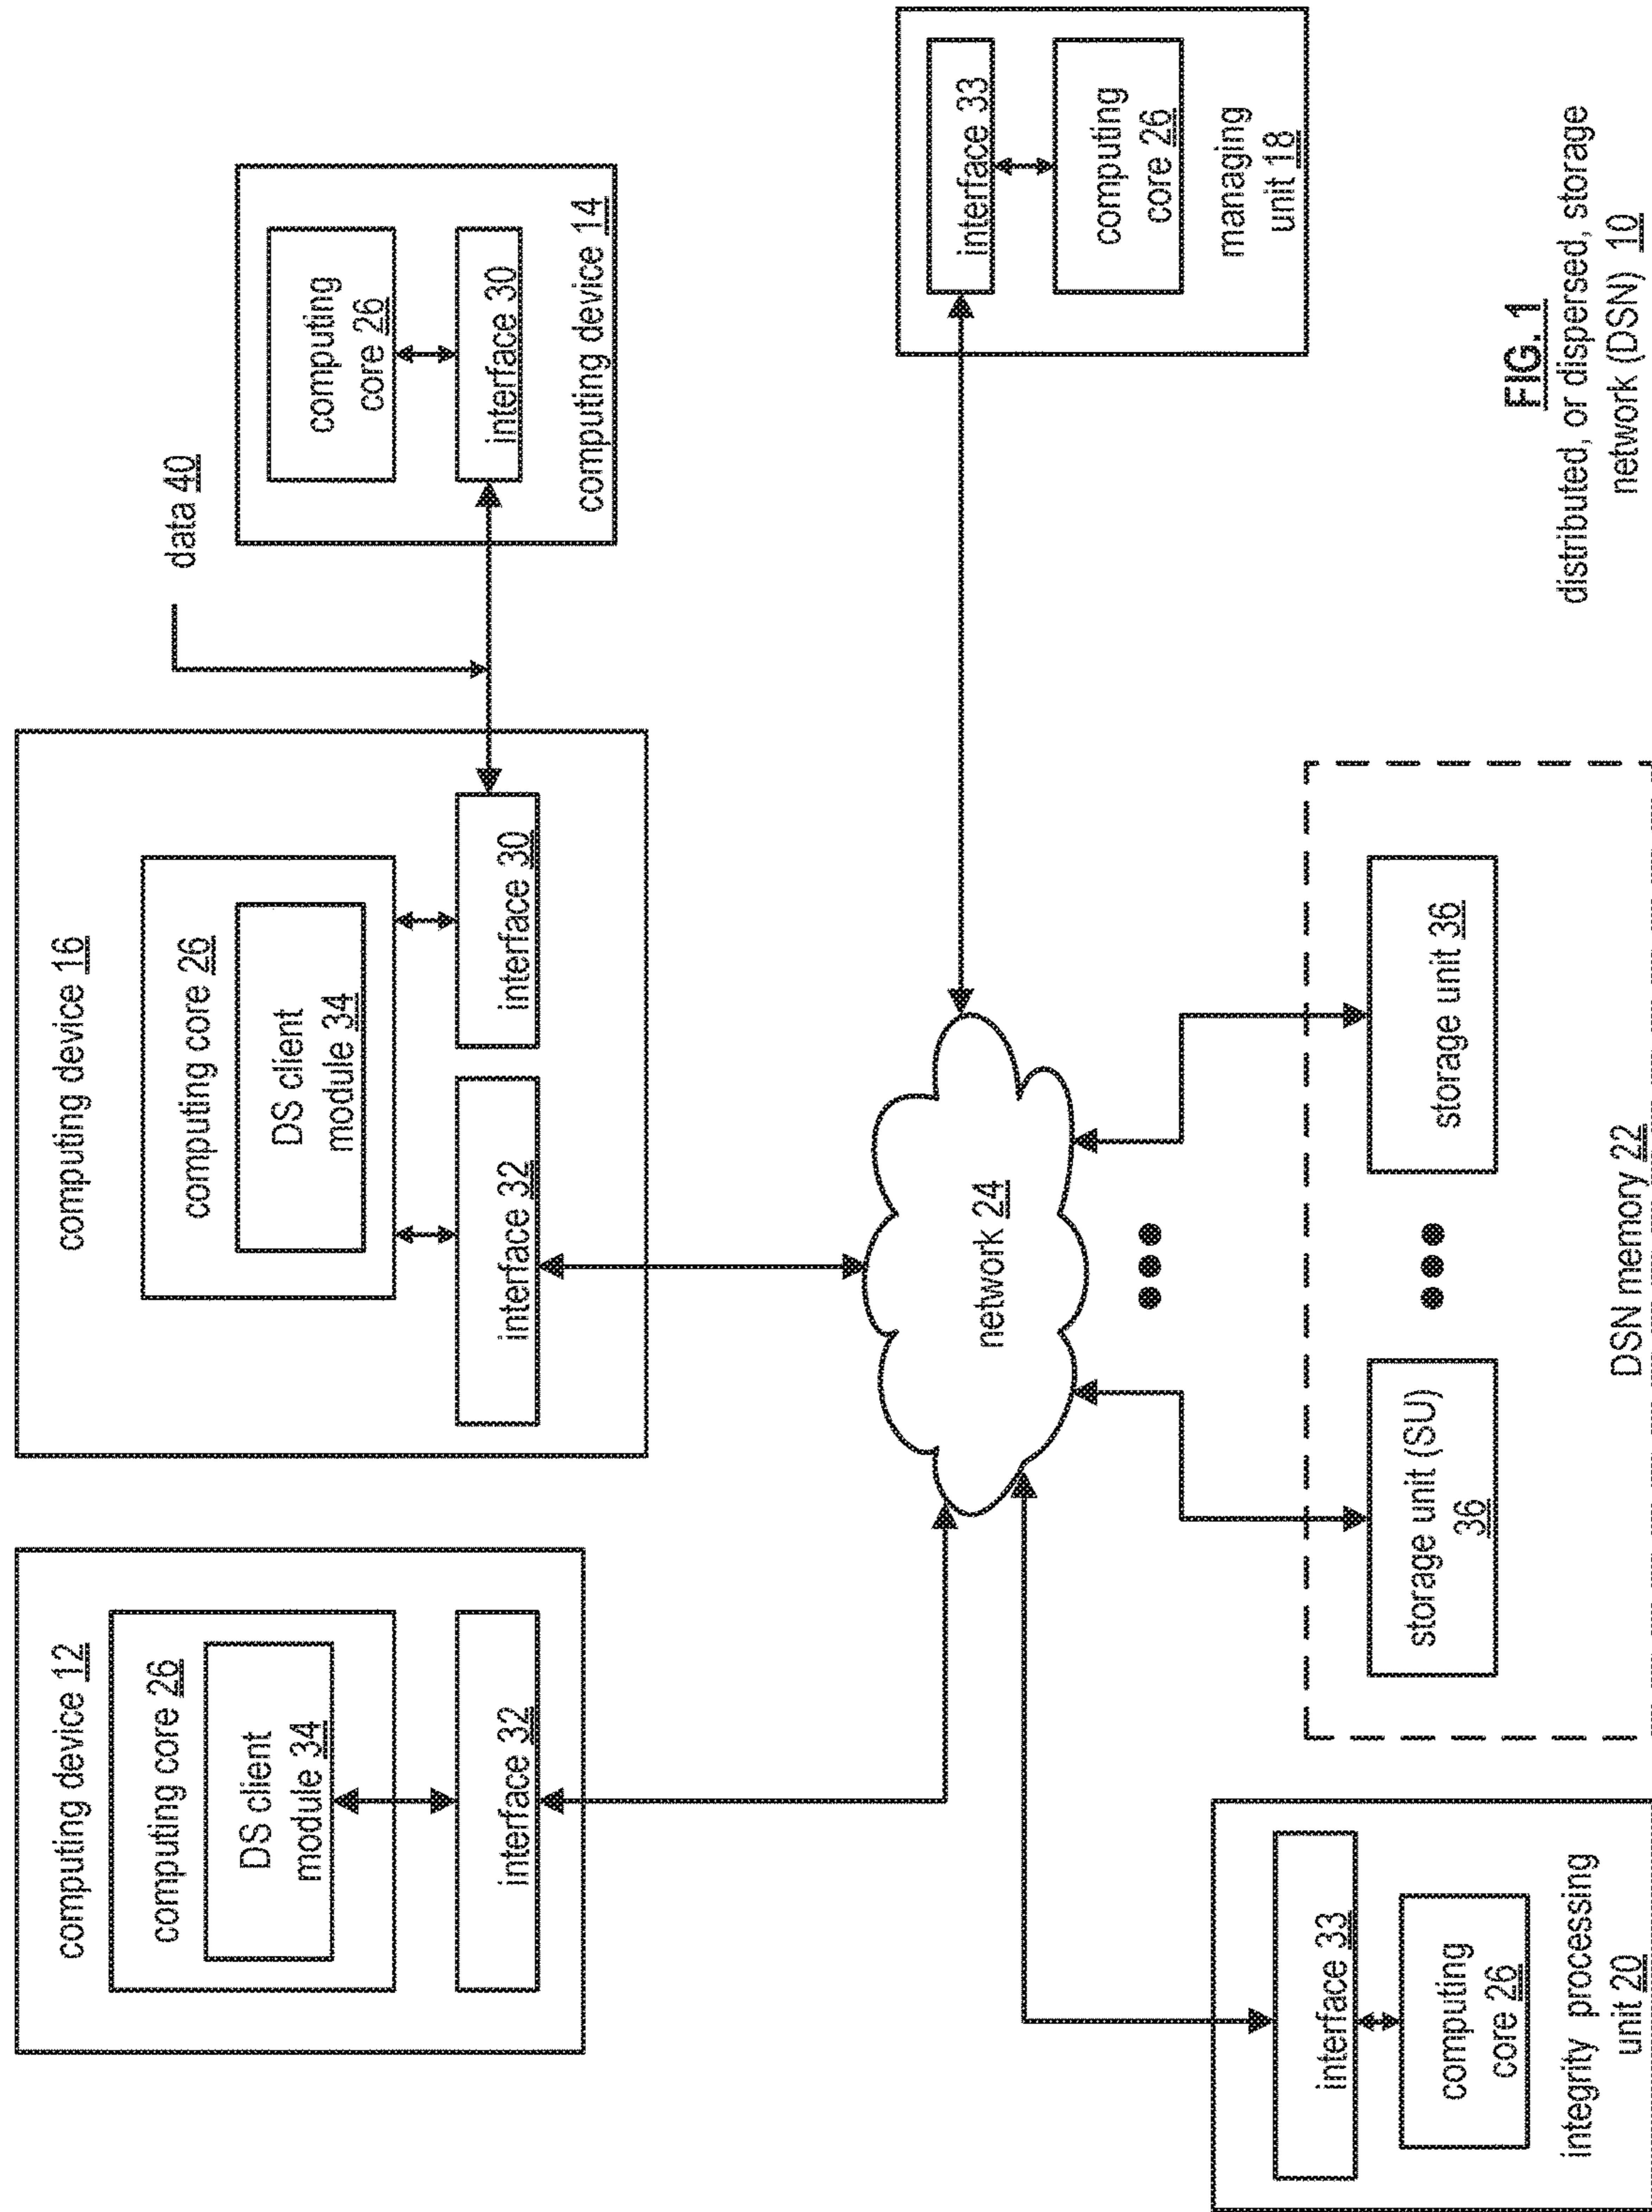 computing device 12
computing core 26
DS client
module 34
interface 32
computing device 16
computing core 26
DS client
module 34
interface 32
interface 30
data 40
computing
core 26
interface 30
computing device 14
network 24
interface 33
computing
core 26
managing
unit 18
interface 33
computing
core 26
integrity processing
unit 20
storage unit (SU)
36
storage unit 36
DSN memory 22
FIG. 1
distributed, or dispersed, storage
network (DSN) 10